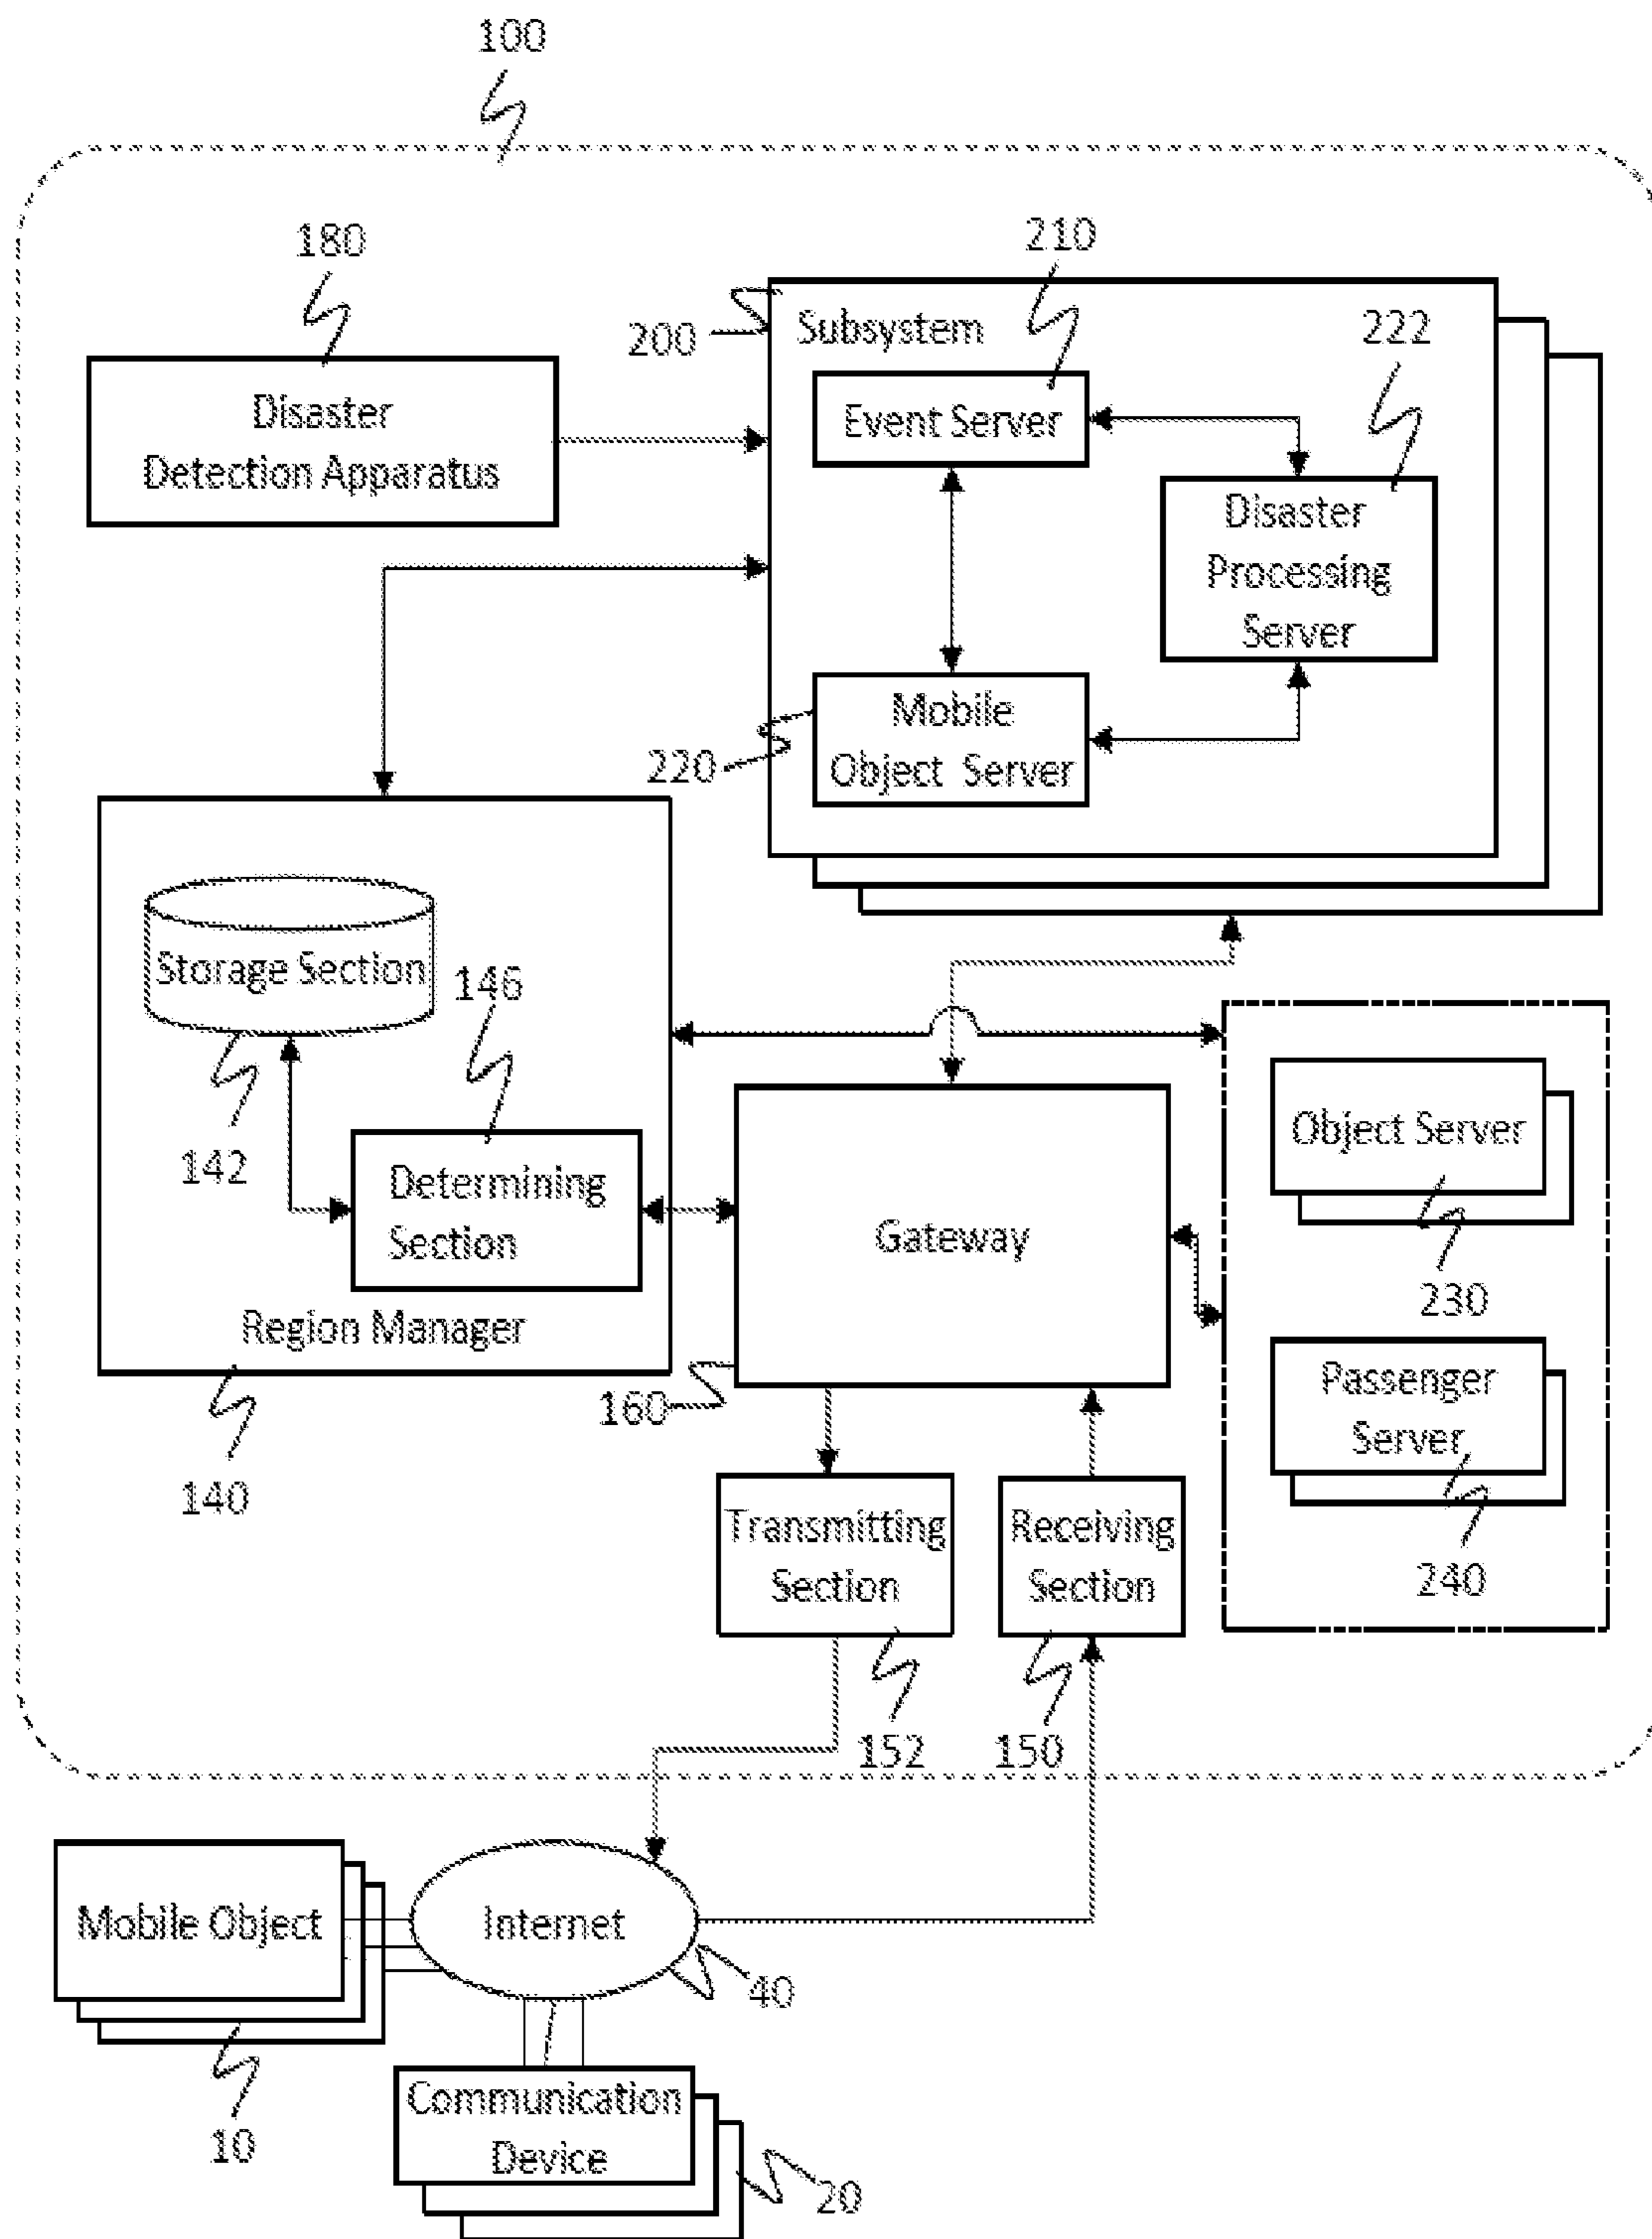 100
180
210
200
Subsystem
222
Disaster
Detection Apparatus
Event Server
Disaster
Processing
Server
Mobile
Object Server
220
Storage Section
146
142
Object Server
Determining
Section
Gateway
230
Region Manager
Passenger
Server
160
140
Transmitting
Section
Receiving
Section
240
152
150
Mobile Object
Internet
40
Communication
Device
10
20